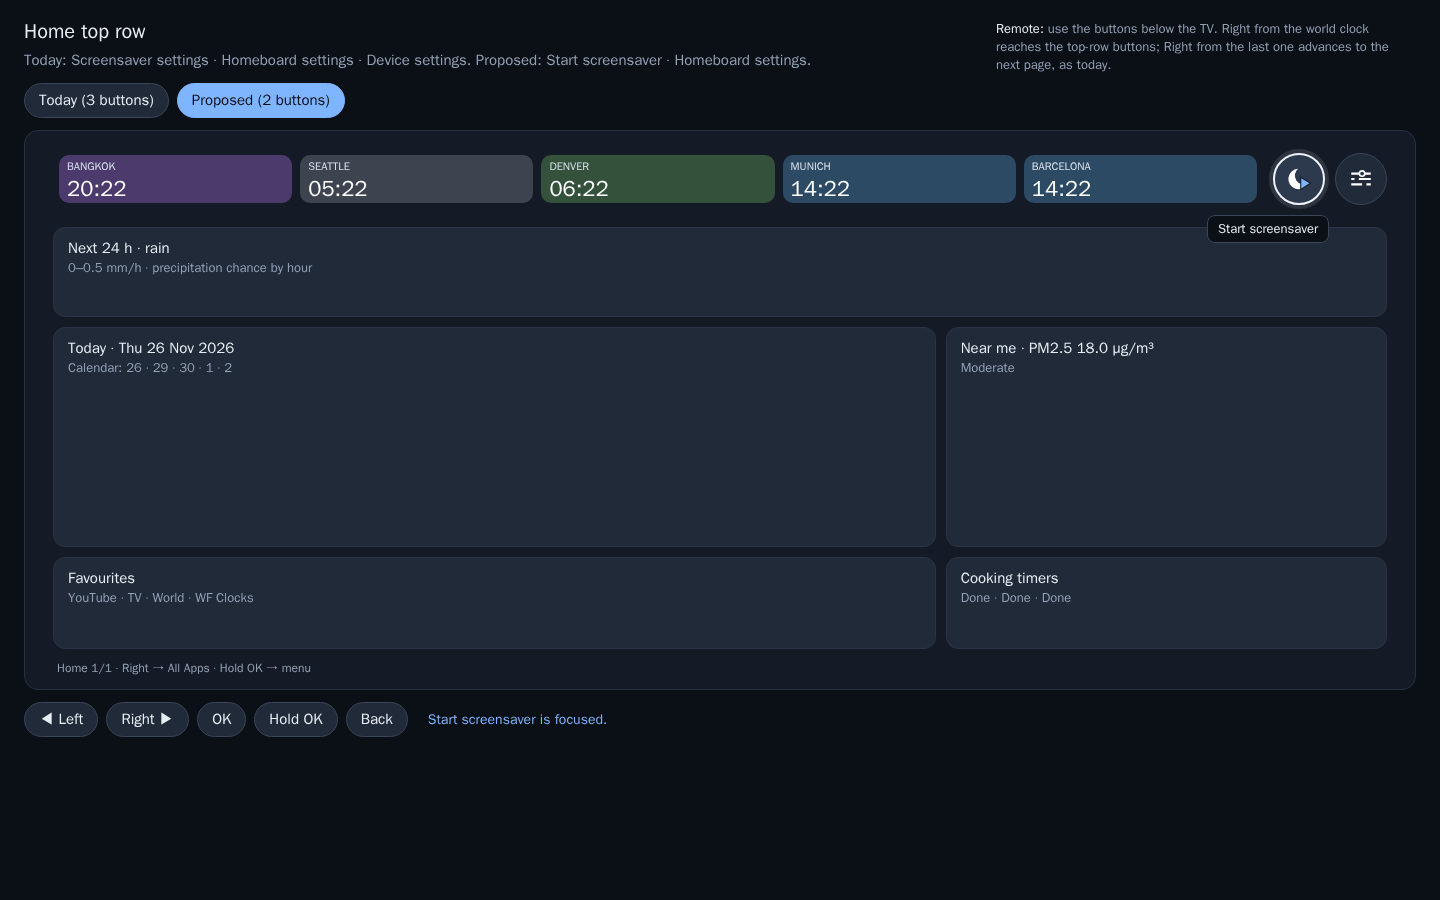 Home top row
Today: Screensaver settings · Homeboard settings · Device settings. Proposed: Start screensaver · Homeboard settings.
Remote: use the buttons below the TV. Right from the world clock
reaches the top-row buttons; Right from the last one advances to the
next page, as today.
Today (3 buttons)
Proposed (2 buttons)
BANGKOK
20:22
SEATTLE
05:22
DENVER
06:22
MUNICH
14:22
BARCELONA
14:22
Start screensaver
Next 24 h · rain
0–0.5 mm/h · precipitation chance by hour
Today · Thu 26 Nov 2026
Calendar: 26 · 29 · 30 · 1 · 2
Near me · PM2.5 18.0 µg/m³
Moderate
Favourites
YouTube · TV · World · WF Clocks
Cooking timers
Done · Done · Done
Home 1/1 · Right → All Apps · Hold OK → menu
◀ Left
Right ▶
OK
Hold OK
Back
Start screensaver is focused.